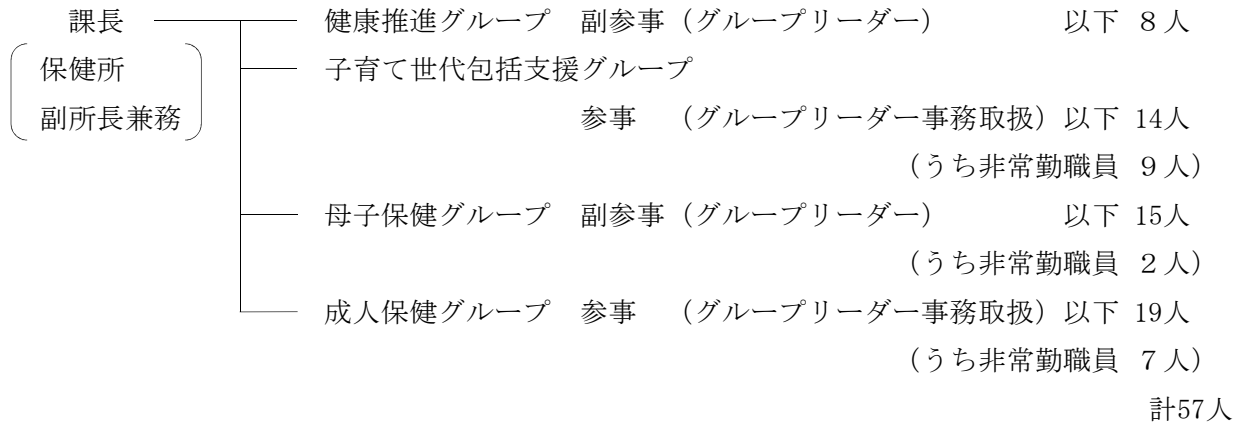 課長 健康推進グループ 副参事（グループリーダー） 以下 8人
保健所 子育て世代包括支援グループ
副所長兼務 参事 （グループリーダー事務取扱）以下 14人
（うち非常勤職員 9人）
母子保健グループ 副参事（グループリーダー） 以下 15人
（うち非常勤職員 2人）
成人保健グループ 参事 （グループリーダー事務取扱）以下 19人
（うち非常勤職員 7人）
計57人